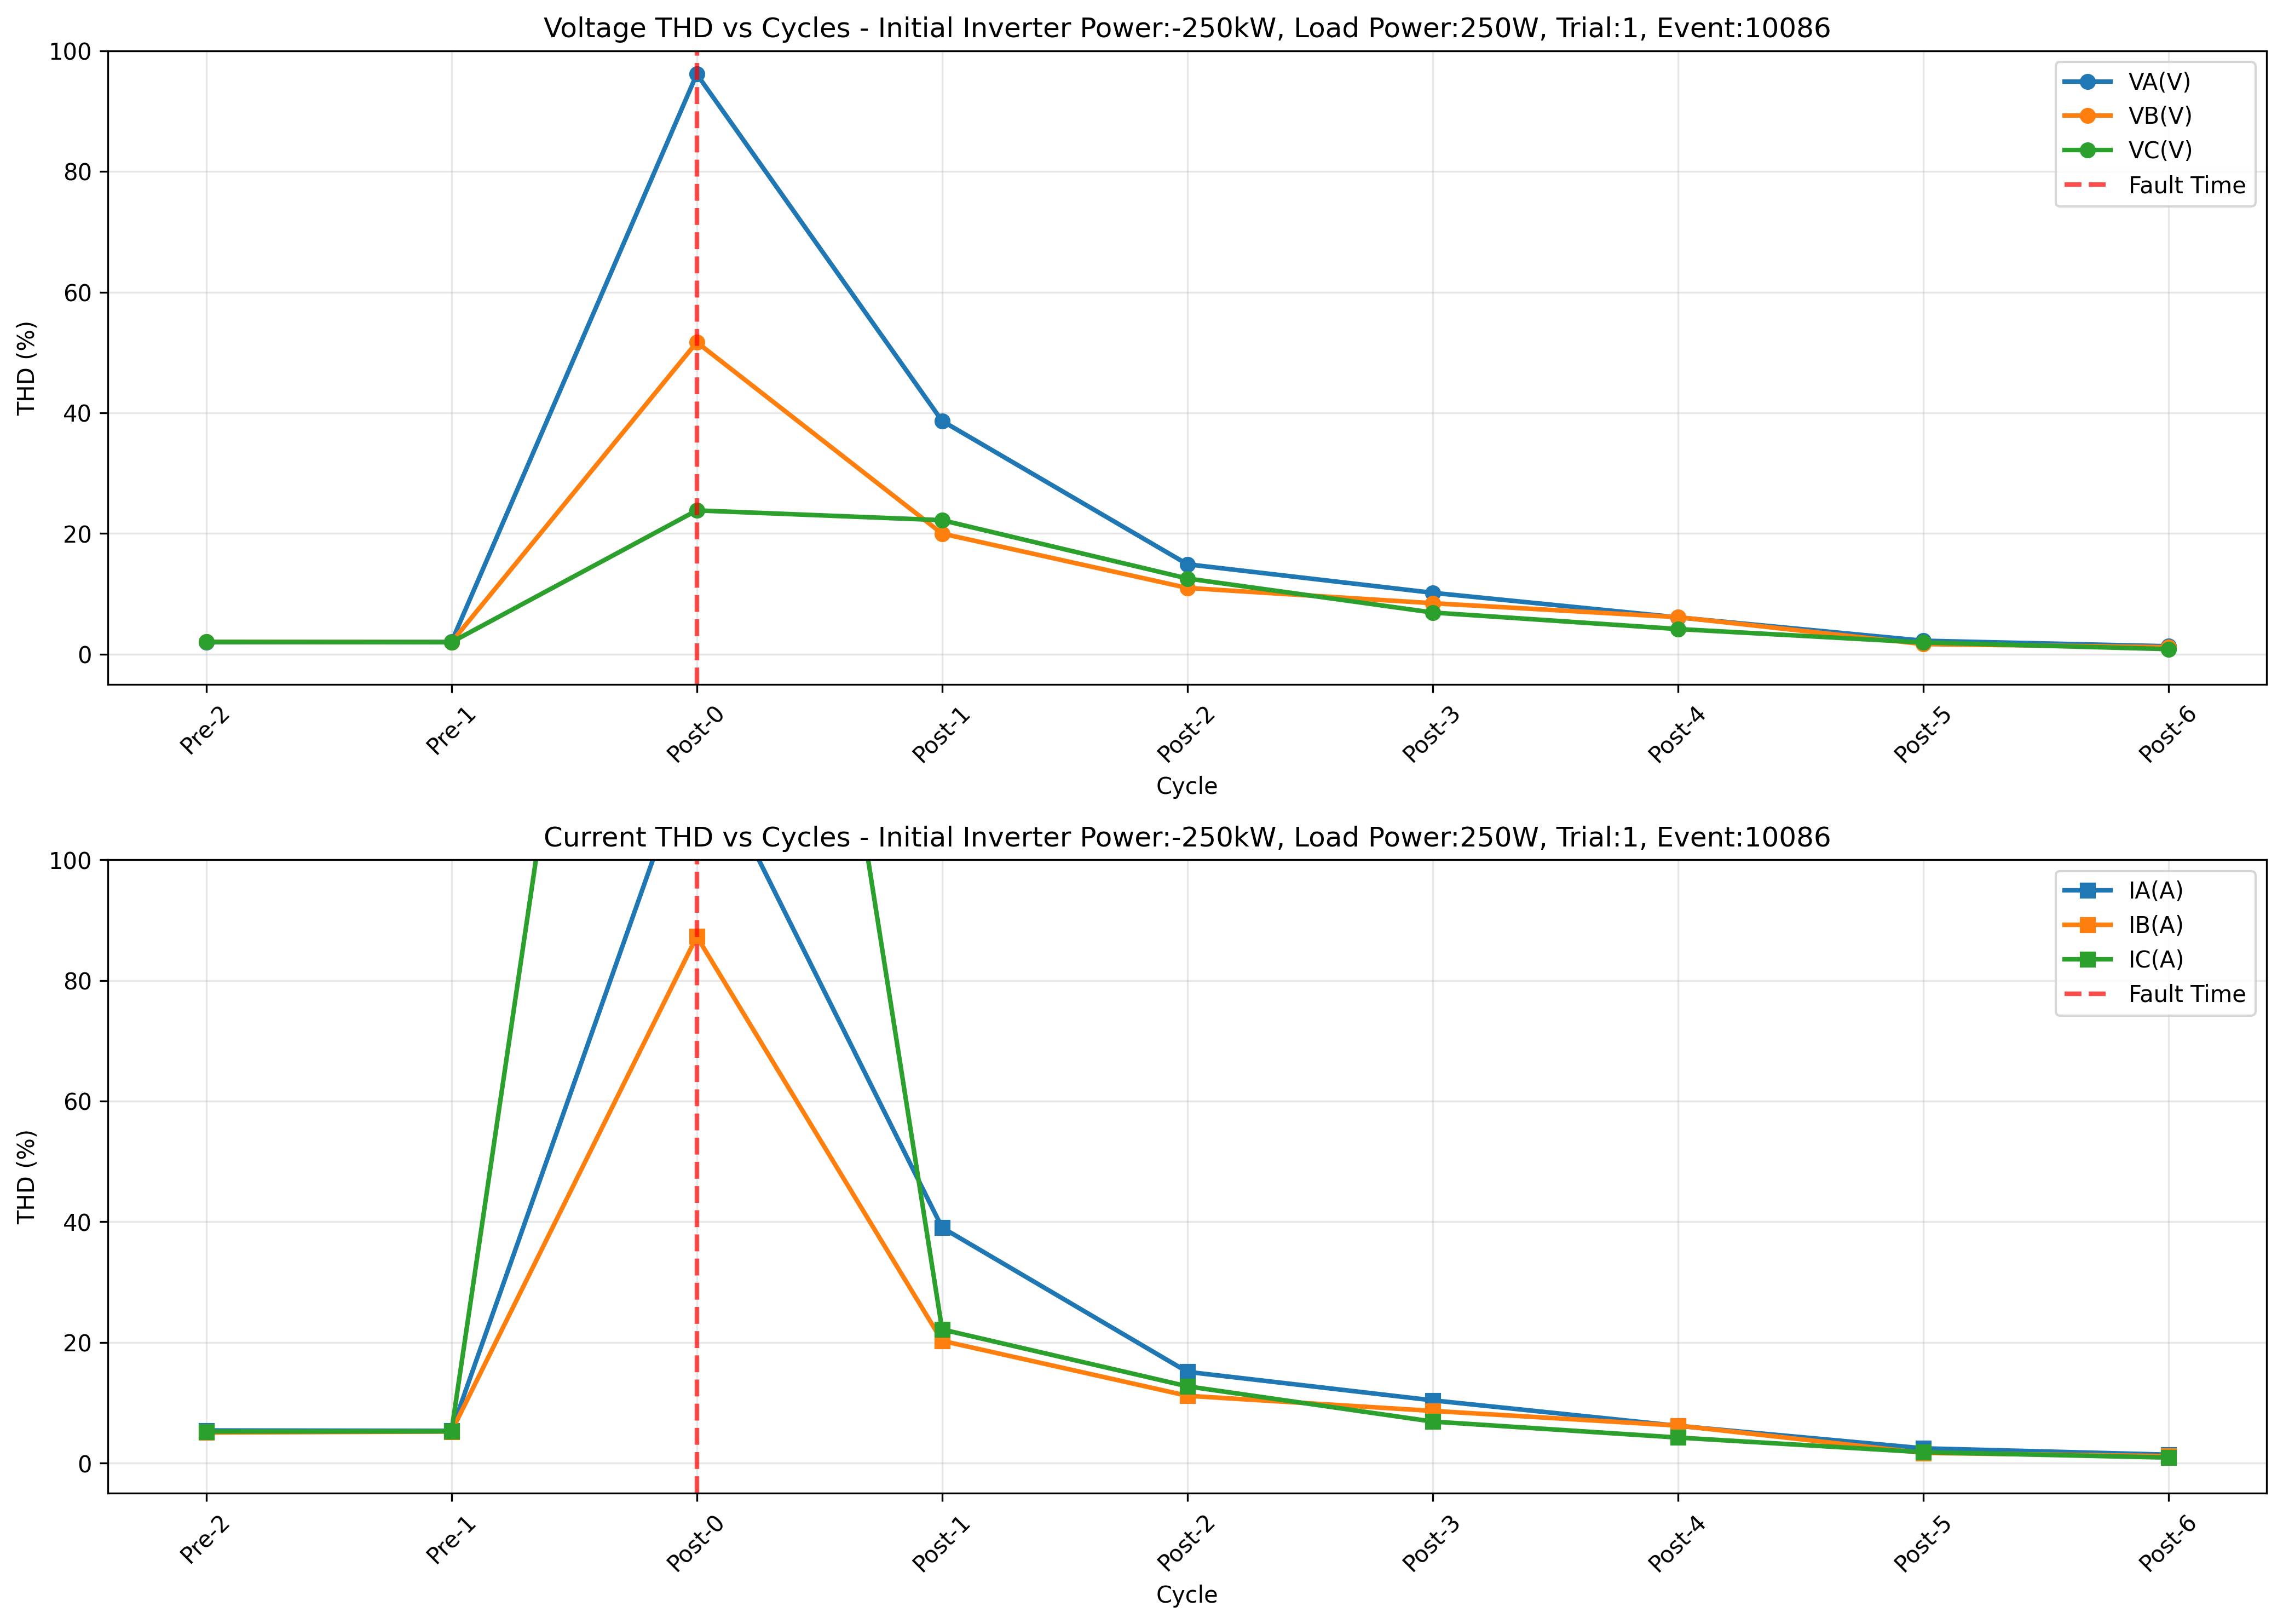 Voltage THD vs Cycles - Initial Inverter Power:-250kW, Load Power:250W, Trial:1, Event:10086
100
80
60
40
20
0
THD (%)
VA(V)
VB(V)
VC(V)
Fault Time
Pre-2
Pre-1
Post-0
Post-1
Post-2
Post-3
Post-4
Post-5
Post-6
Cycle
Current THD vs Cycles - Initial Inverter Power:-250kW, Load Power:250W, Trial:1, Event:10086
100
80
60
40
20
0
THD (%)
IA(A)
IB(A)
IC(A)
Fault Time
Pre-2
Pre-1
Post-0
Post-1
Post-2
Post-3
Post-4
Post-5
Post-6
Cycle